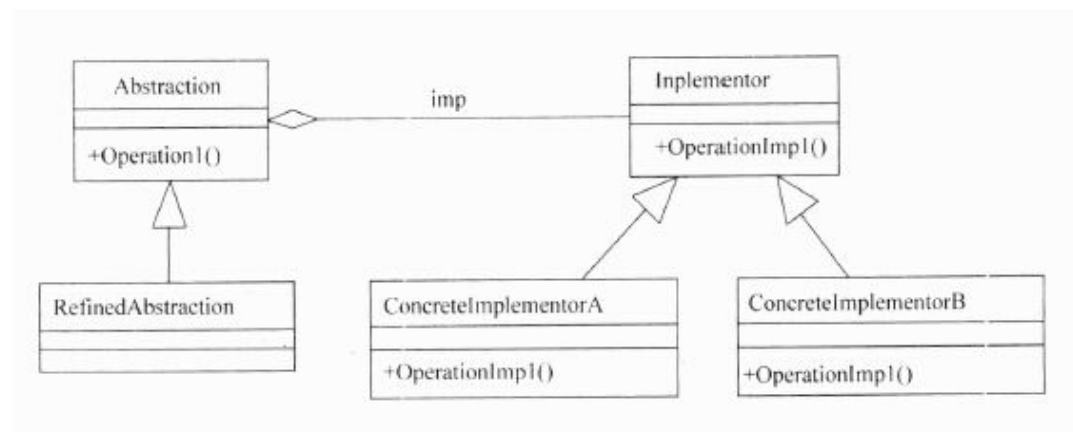 Abstraction
+Operation1()
imp
Inplementor
+OperationImp1()
RefinedAbstraction
ConcreteImplementorA
+OperationImp1()
ConcreteImplementorB
+OperationImp1()